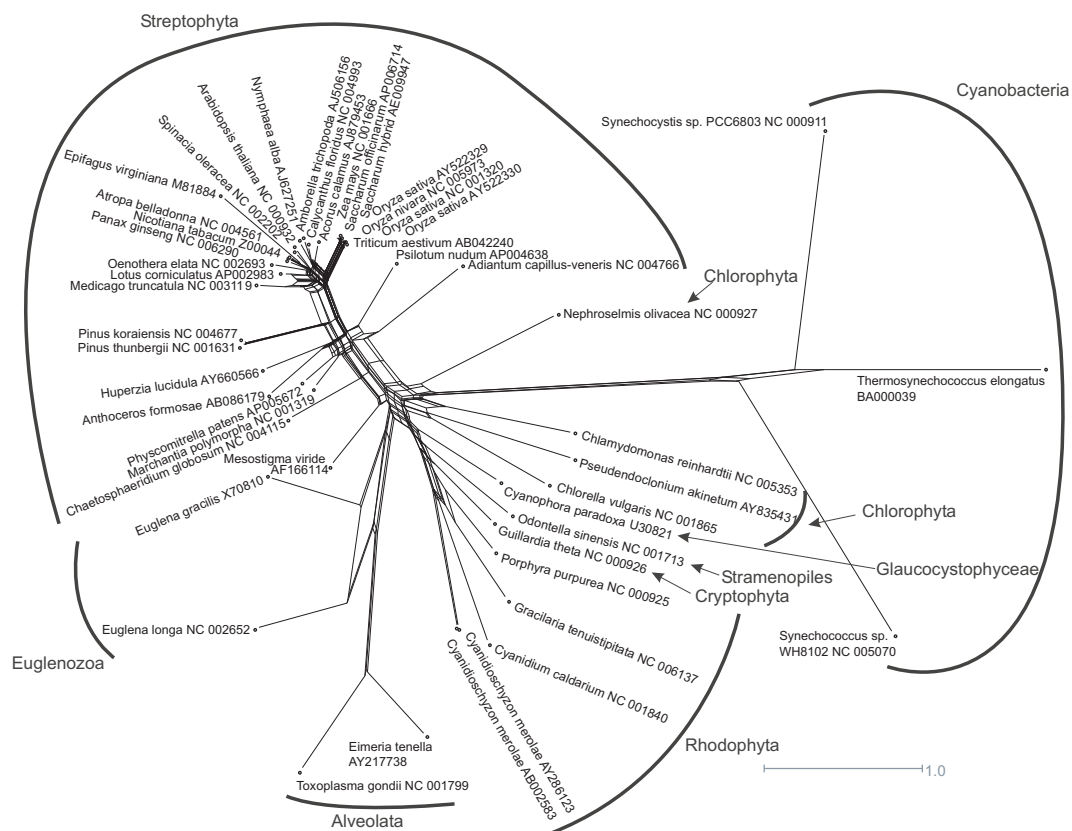 Streptophyta
Cyanobacteria
Synechocystis sp. PCC6803 NC 000911
Epifagus virginiana M81884
Spinacia oleracea NC 002202
Arabidopsis thaliana NC 000932
Nymphaea alba AJ627251
Amborella trichopoda AJ506156
Calycanthus floridus NC 004993
Acorus calamus AJ879453
Zea mays NC 001666
Saccharum officinarum AP006714
Saccharum hybrid AE009947
Oryza sativa AY522329
Oryza nivara NC 005973
Oryza sativa NC 001320
Oryza sativa AY522330
Atropa belladonna NC 004561
Nicotiana tabacum Z00044
Panax ginseng NC 006290
Triticum aestivum AB042240
Psilotum nudum AP004638
Adiantum capillus-veneris NC 004766
Oenothera elata NC 002693
Lotus corniculatus AP002983
Medicago truncatula NC 003119
Chlorophyta
Nephroselmis olivacea NC 000927
Pinus koraiensis NC 004677
Pinus thunbergii NC 001631
Huperzia lucidula AY660566
Anthoceros formosae AB086179
Physcomitrella patens AP005672
Marchantia polymorpha NC 001319
Chaetosphaeridium globosum NC 004115
Mesostigma viride
AF166114
Euglena gracilis X70810
Thermosynechococcus elongatus
BA000039
Chlamydomonas reinhardtii NC 005353
Pseudendoclonium akinetum AY835431
Chlorella vulgaris NC 001865
Chlorophyta
Cyanophora paradoxa U30821
Odontella sinensis NC 001713
Guillardia theta NC 000926
Porphyra purpurea NC 000925
Glaucocystophyceae
Stramenopiles
Cryptophyta
Gracilaria tenuistipitata NC 006137
Cyanidium caldarium NC 001840
Cyanidioschyzon merolae AY286123
Cyanidioschyzon merolae AB002583
Synechococcus sp.
WH8102 NC 005070
Euglena longa NC 002652
Euglenozoa
Rhodophyta
Eimeria tenella
AY217738
Toxoplasma gondii NC 001799
Alveolata
1.0